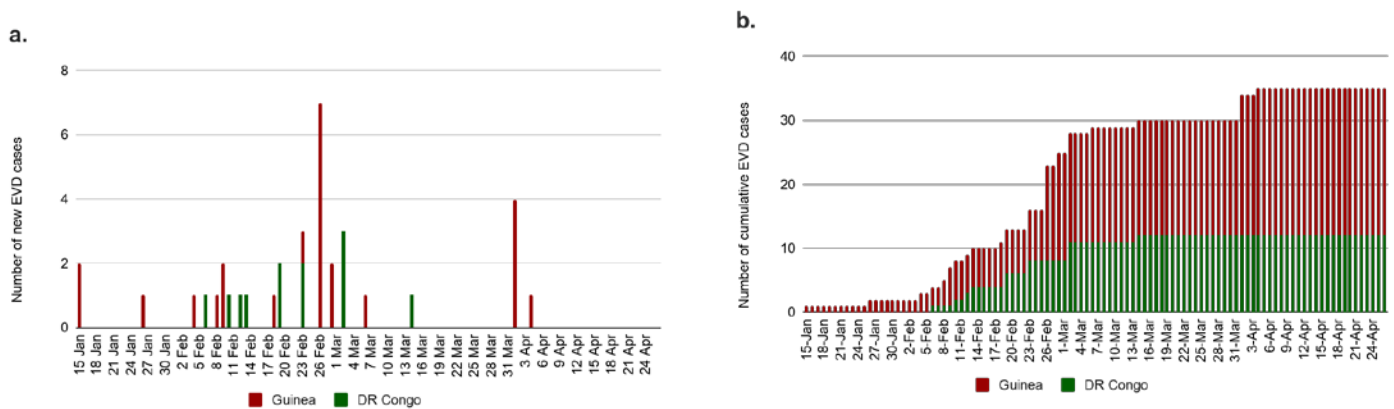 a.
Number of new EVD cases
8
6
4
2
0
15 Jan
18 Jan
21 Jan
24 Jan
27 Jan
30 Jan
2 Feb
5 Feb
8 Feb
11 Feb
14 Feb
17 Feb
20 Feb
23 Feb
26 Feb
1 Mar
4 Mar
7 Mar
10 Mar
13 Mar
16 Mar
19 Mar
22 Mar
25 Mar
28 Mar
31 Mar
3 Apr
6 Apr
9 Apr
12 Apr
15 Apr
18 Apr
21 Apr
24 Apr
Guinea
DR Congo
b.
Number of cumulative EVD cases
40
30
20
10
0
15-Jan
18-Jan
21-Jan
24-Jan
27-Jan
30-Jan
2-Feb
5-Feb
8-Feb
11-Feb
14-Feb
17-Feb
20-Feb
23-Feb
26-Feb
1-Mar
4-Mar
7-Mar
10-Mar
13-Mar
16-Mar
19-Mar
22-Mar
25-Mar
28-Mar
31-Mar
3-Apr
6-Apr
9-Apr
12-Apr
15-Apr
18-Apr
21-Apr
24-Apr
Guinea
DR Congo